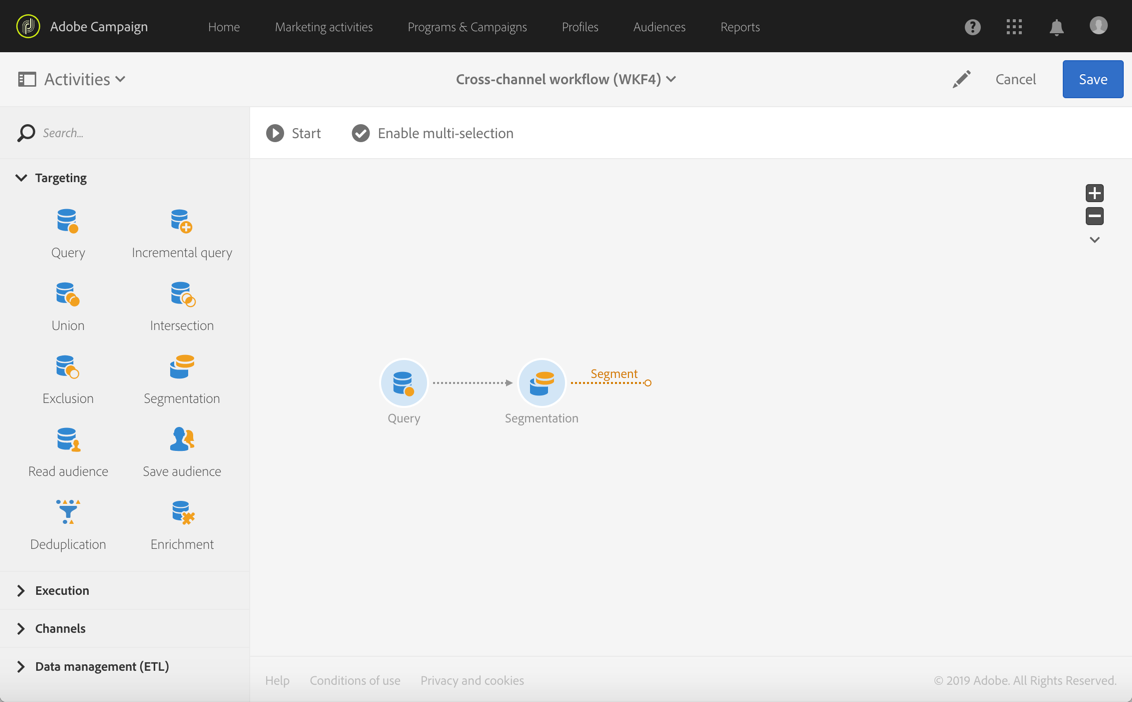 Adobe Campaign
Home
Marketing activities
Programs & Campaigns
Profiles
Audiences
Reports
Activities
Cross-channel workflow (WKF4)
Cancel
Save
Search...
Start
Enable multi-selection
Targeting
Query
Incremental query
Union
Intersection
Exclusion
Segmentation
Read audience
Save audience
Deduplication
Enrichment
Execution
Channels
Data management (ETL)
Segment
Query
Segmentation
Help
Conditions of use
Privacy and cookies
© 2019 Adobe. All Rights Reserved.